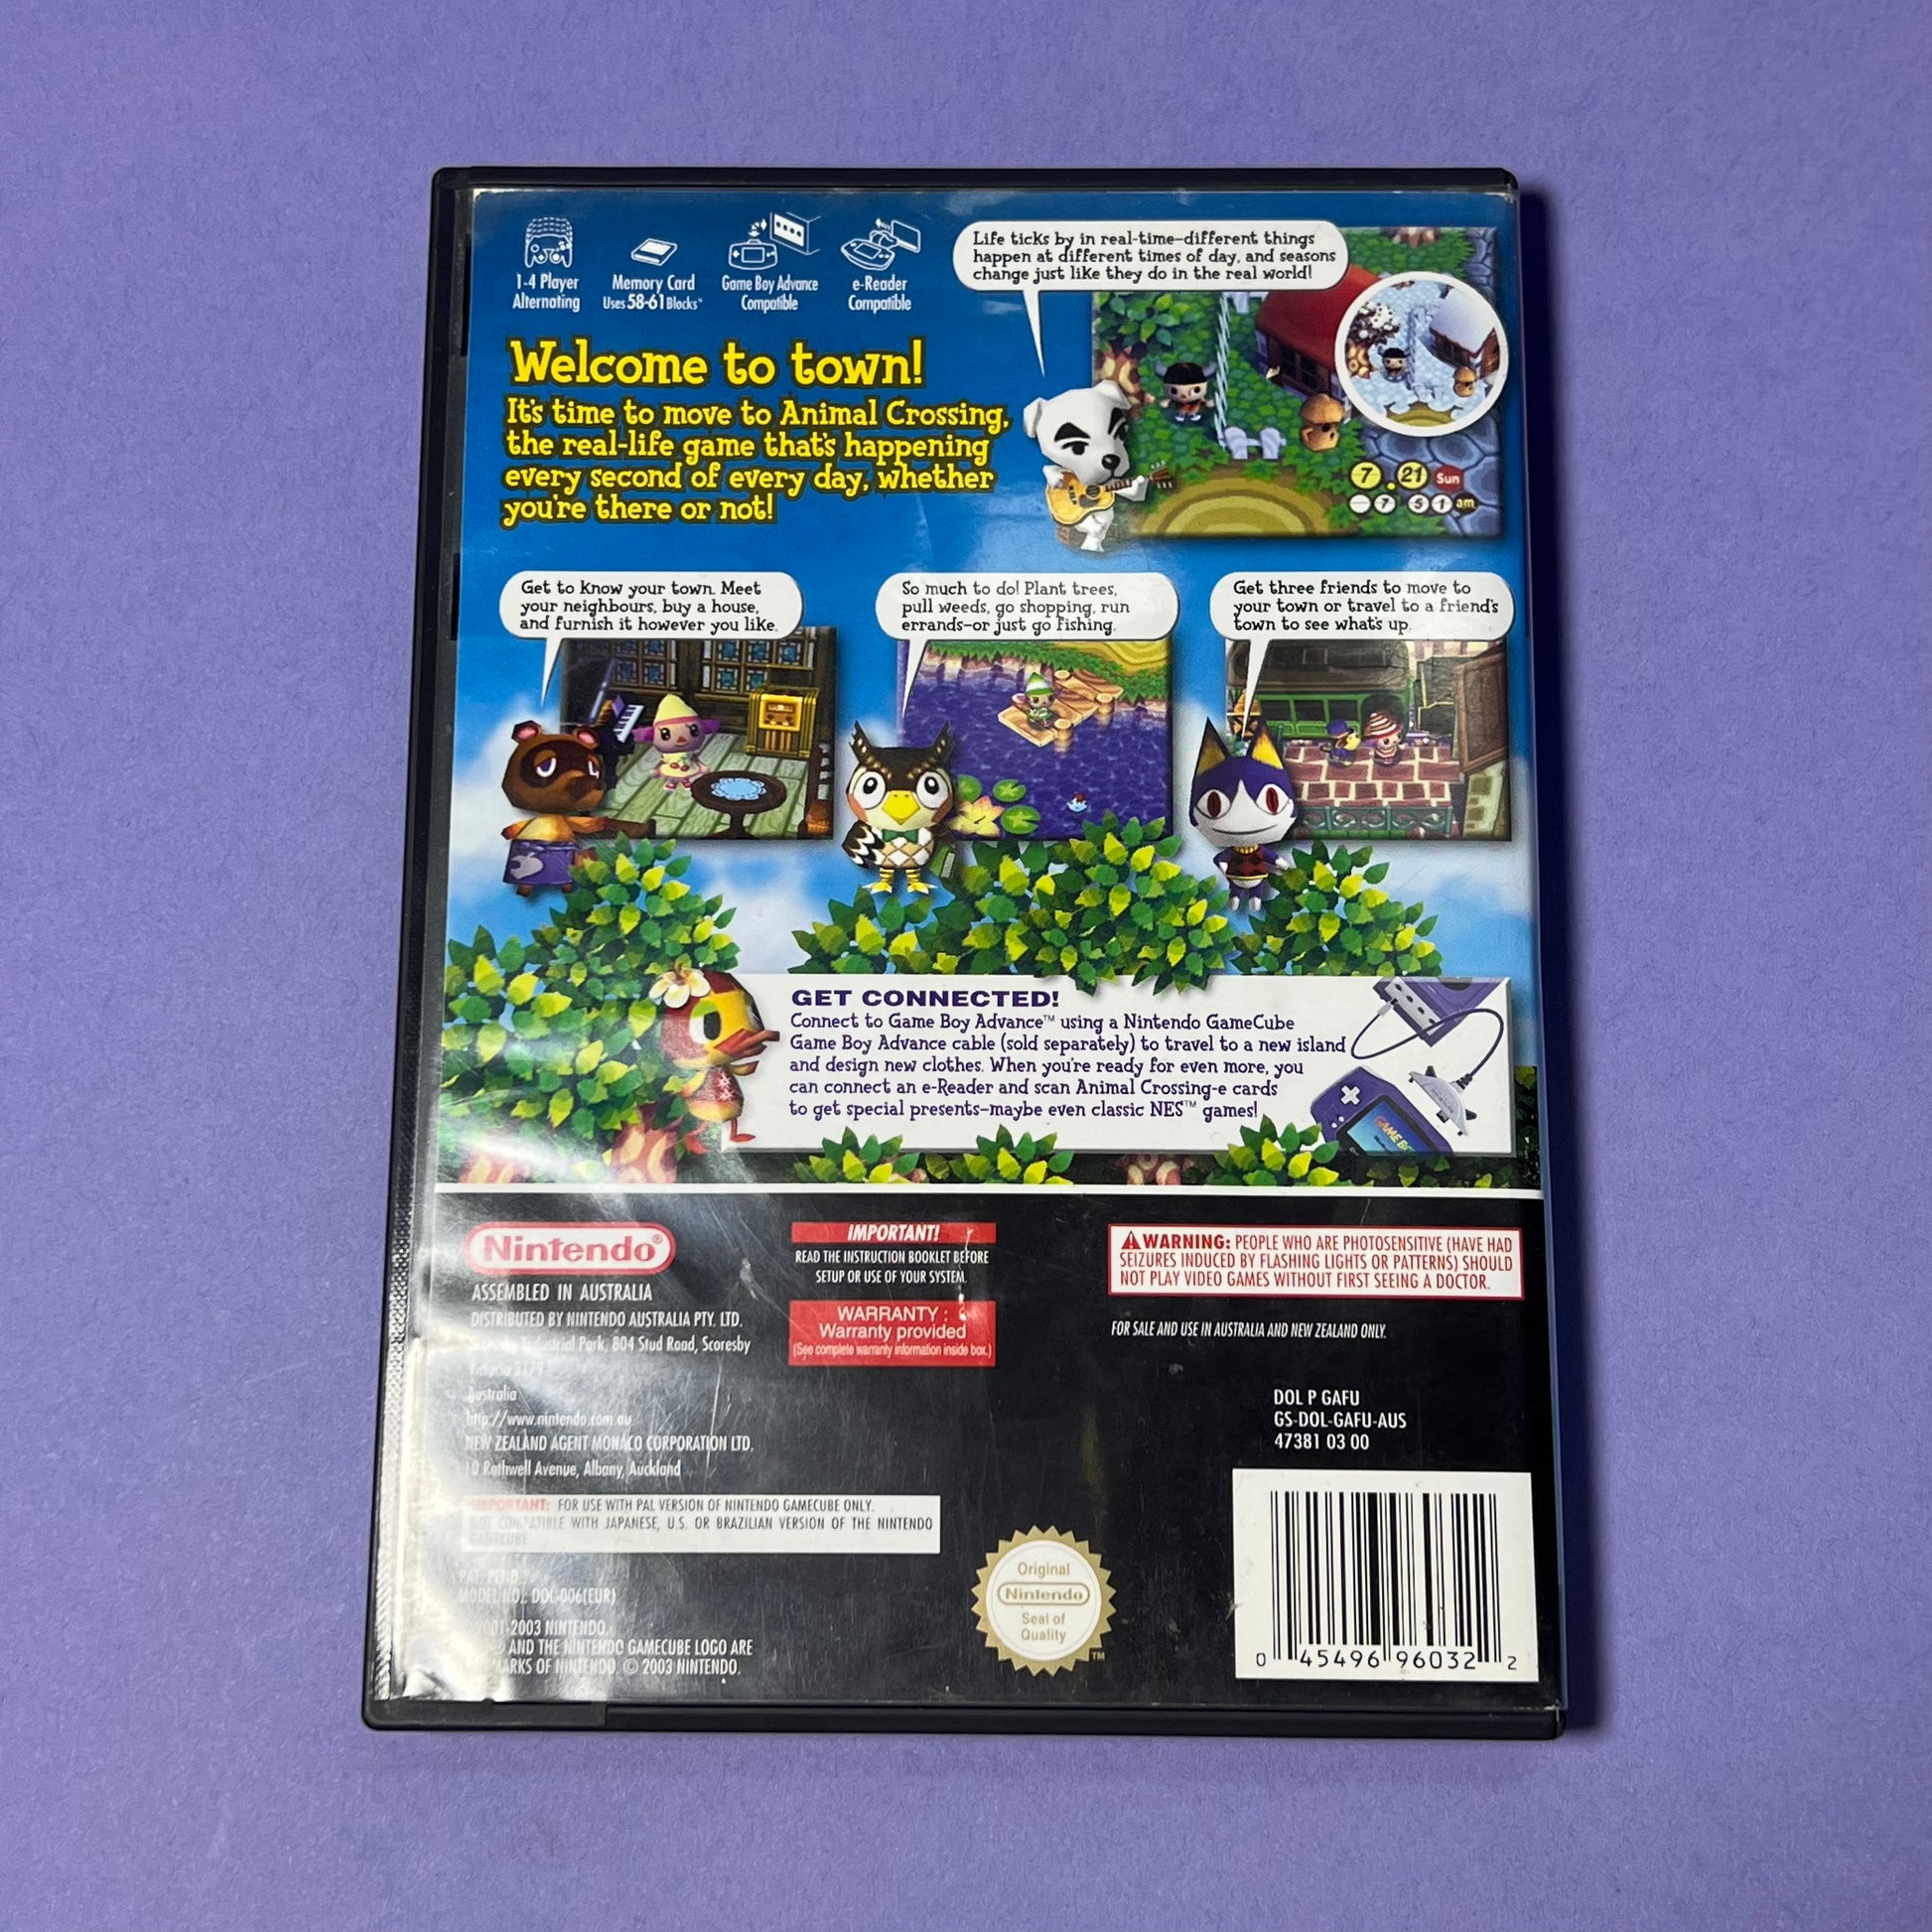 1-4 Player
Alternating
Memory Card
Uses 58-61 Blocks*
Game Boy Advance
Compatible
e-Reader
Compatible
Life ticks by in real-time-different things
happen at different times of day, and seasons
change just like they do in the real world!
Welcome to town!
It's time to move to Animal Crossing,
the real-life game that's happening
every second of every day, whether
you're there or not!
7.21 Sun
7 51 am
Get to know your town. Meet
your neighbours, buy a house,
and furnish it however you like.
So much to do! Plant trees,
pull weeds, go shopping, run
errands-or just go fishing.
Get three friends to move to
your town or travel to a friend's
town to see what's up.
GET CONNECTED!
Connect to Game Boy Advance™ using a Nintendo GameCube
Game Boy Advance cable (sold separately) to travel to a new island
and design new clothes. When you're ready for even more, you
can connect an e-Reader and scan Animal Crossing-e cards
to get special presents-maybe even classic NES™ games!
GAME B
Nintendo®
ASSEMBLED IN AUSTRALIA
DISTRIBUTED BY NINTENDO AUSTRALIA PTY. LTD.
Industrial Park, 804 Stud Road, Scoresby
Victoria 3179
Australia
http://www.nintendo.com.au
NEW ZEALAND AGENT MONACO CORPORATION LTD.
10 Rothwell Avenue, Albany, Auckland
IMPORTANT!
READ THE INSTRUCTION BOOKLET BEFORE
SETUP OR USE OF YOUR SYSTEM.
WARRANTY :
Warranty provided
(See complete warranty information inside box.)
WARNING: PEOPLE WHO ARE PHOTOSENSITIVE (HAVE HAD
SEIZURES INDUCED BY FLASHING LIGHTS OR PATTERNS) SHOULD
NOT PLAY VIDEO GAMES WITHOUT FIRST SEEING A DOCTOR.
FOR SALE AND USE IN AUSTRALIA AND NEW ZEALAND ONLY.
DOL P GAFU
GS-DOL-GAFU-AUS
47381 03 00
IMPORTANT: FOR USE WITH PAL VERSION OF NINTENDO GAMECUBE ONLY.
NOT COMPATIBLE WITH JAPANESE, U.S. OR BRAZILIAN VERSION OF THE NINTENDO
GAMECUBE
PAT. PEND.
MODEL NO.: DOL-006(EUR)
2001-2003 NINTENDO.
AND THE NINTENDO GAMECUBE LOGO ARE
MARKS OF NINTENDO. © 2003 NINTENDO.
Original
Nintendo
Seal of
Quality
TM
0 45496 96032 2